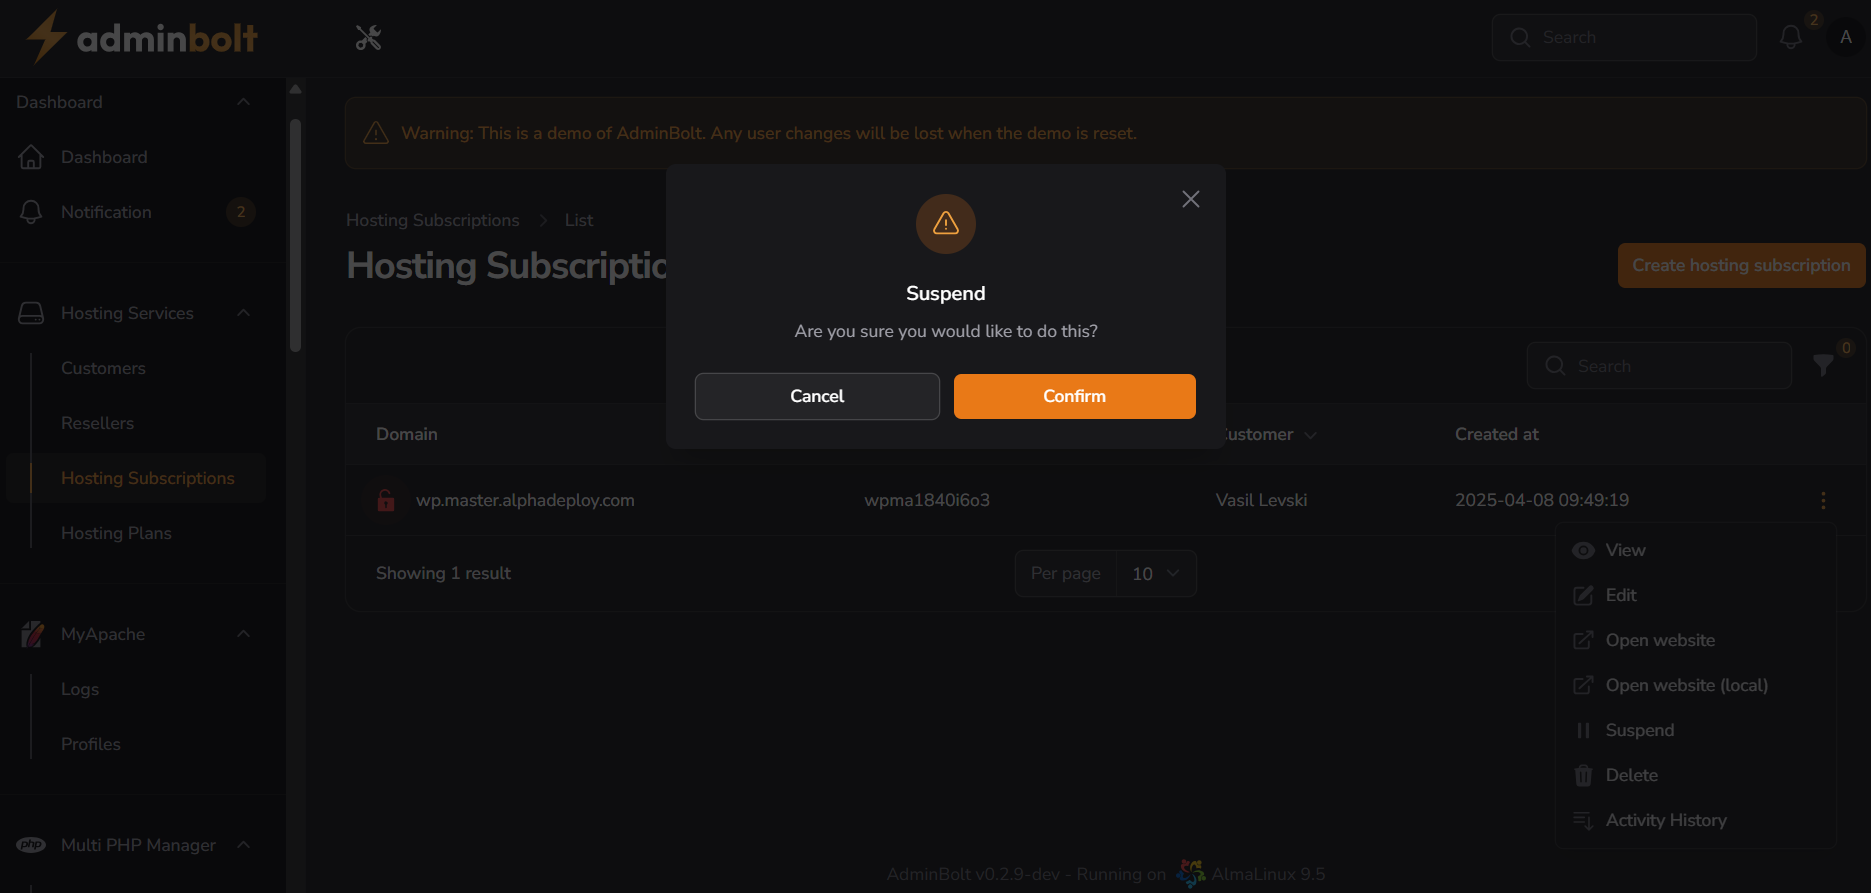 adminbolt
Search
2
A
Dashboard
Dashboard
Notification
2
Hosting Services
Customers
Resellers
Hosting Subscriptions
Hosting Plans
MyApache
Logs
Profiles
php
Multi PHP Manager
Warning: This is a demo of AdminBolt. Any user changes will be lost when the demo is reset.
Hosting Subscriptions
List
Hosting Subscriptio
Create hosting subscription
Suspend
Are you sure you would like to do this?
Cancel
Confirm
Search
0
Domain
ustomer
Created at
wp.master.alphadeploy.com
wpma1840i6o3
Vasil Levski
2025-04-08 09:49:19
Showing 1 result
Per page
10
View
Edit
Open website
Open website (local)
Suspend
Delete
Activity History
AdminBolt v0.2.9-dev - Running on AlmaLinux 9.5